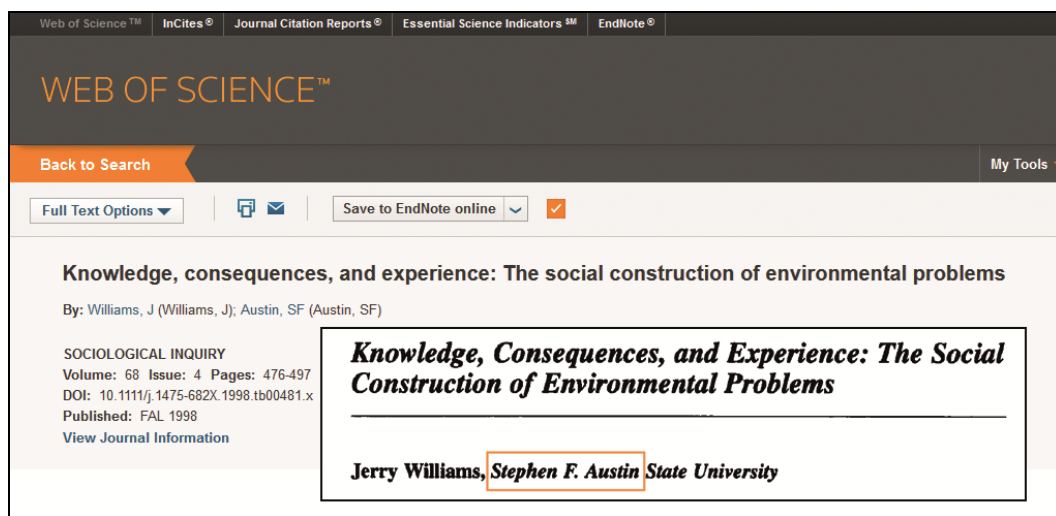 Web of Science™ InCites® Journal Citation Reports® Essential Science Indicators ℠ EndNote®
WEB OF SCIENCE™
Back to Search My Tools
Full Text Options Save to EndNote online
Knowledge, consequences, and experience: The social construction of environmental problems
By: Williams, J (Williams, J); Austin, SF (Austin, SF)
SOCIOLOGICAL INQUIRY
Volume: 68 Issue: 4 Pages: 476-497
DOI: 10.1111/j.1475-682X.1998.tb00481.x
Published: FAL 1998
View Journal Information
Knowledge, Consequences, and Experience: The Social
Construction of Environmental Problems
Jerry Williams, Stephen F. Austin State University